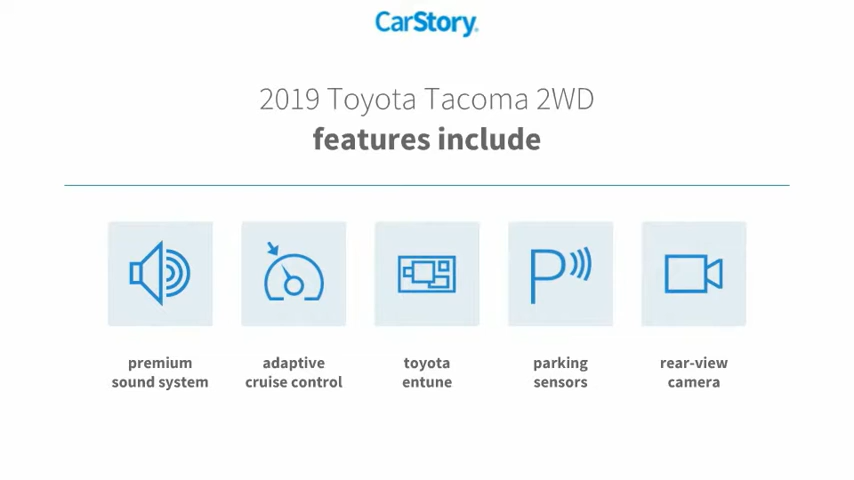 CarStory.
2019 Toyota Tacoma 2WD
features include
premium
sound system
adaptive
cruise control
toyota
entune
parking
sensors
rear-view
camera